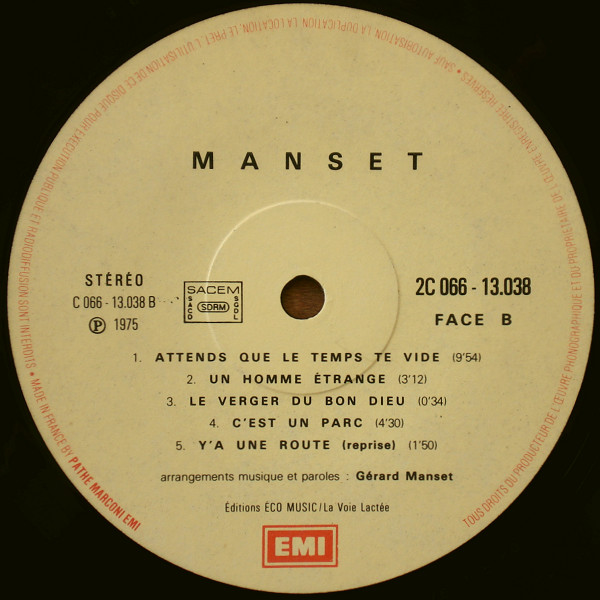 MANSET
STÉRÉO
C 066 - 13.038 B
℗ 1975
SACEM
SACD
SDRM
SGDL
2C 066 - 13.038
FACE B
1. ATTENDS QUE LE TEMPS TE VIDE (9'54)
2. UN HOMME ÉTRANGE (3'12)
3. LE VERGER DU BON DIEU (0'34)
4. C'EST UN PARC (4'30)
5. Y'A UNE ROUTE (reprise) (1'50)
arrangements musique et paroles : Gérard Manset
Éditions ÉCO MUSIC/La Voie Lactée
EMI
TOUS DROITS DU PRODUCTEUR DE L'ŒUVRE PHONOGRAPHIQUE ET DU PROPRIÉTAIRE DE L'ŒUVRE ENREGISTRÉE RÉSERVÉS • SAUF AUTORISATION, LA DUPLICATION, LA LOCATION, LE PRÊT, L'UTILISATION DE CE DISQUE POUR EXÉCUTION PUBLIQUE ET RADIODIFFUSION SONT INTERDITS • MADE IN FRANCE BY PATHE MARCONI EMI